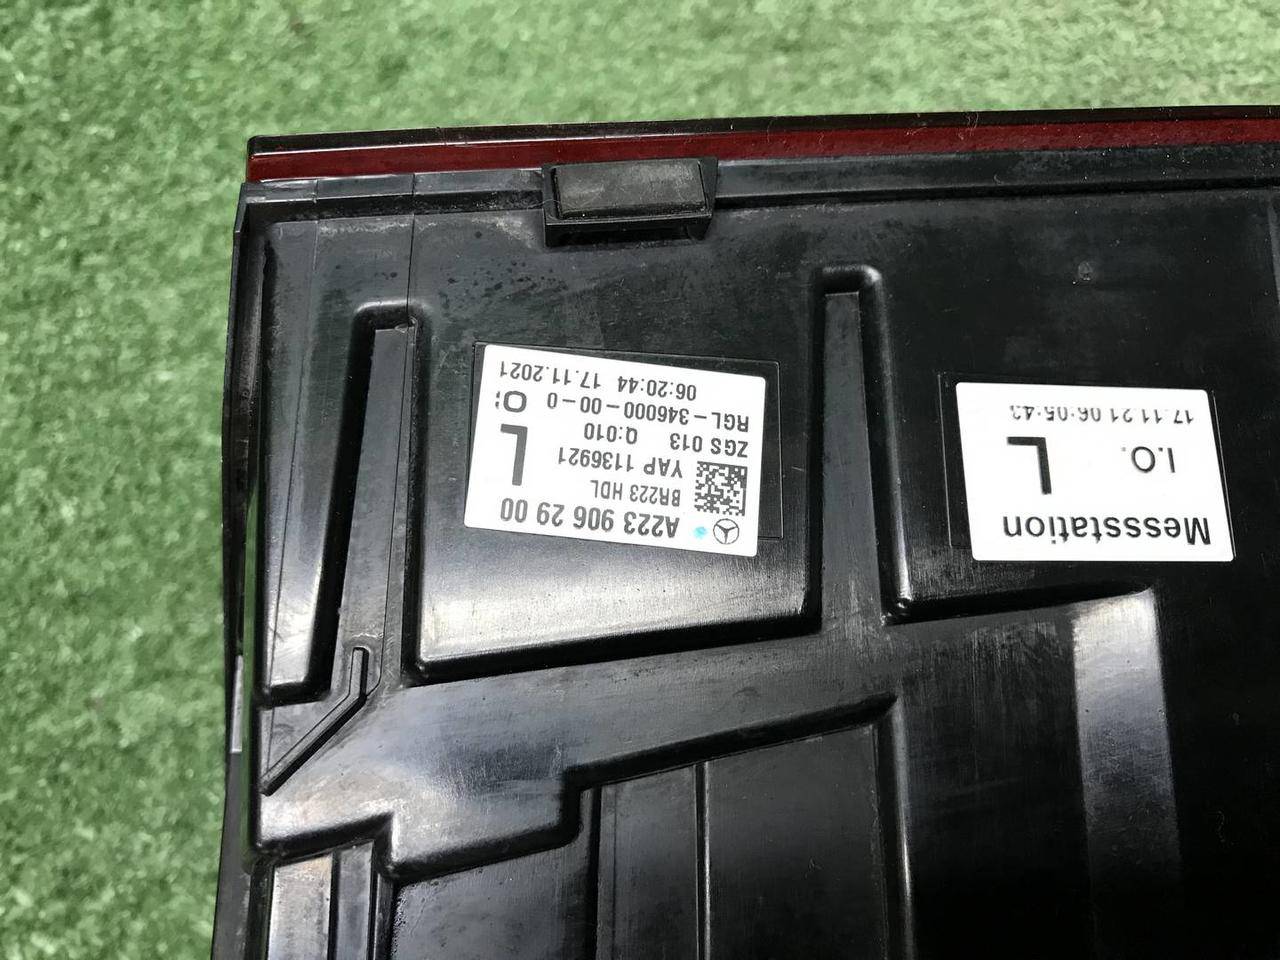 A223 906 29 00
BR223 HDL
YAP 1136921
ZGS 013 Q:010
RGL-346000-00-0
06:20:44 17.11.2021
L
Messstation
I.O.
L
17.11.21 06:05:43